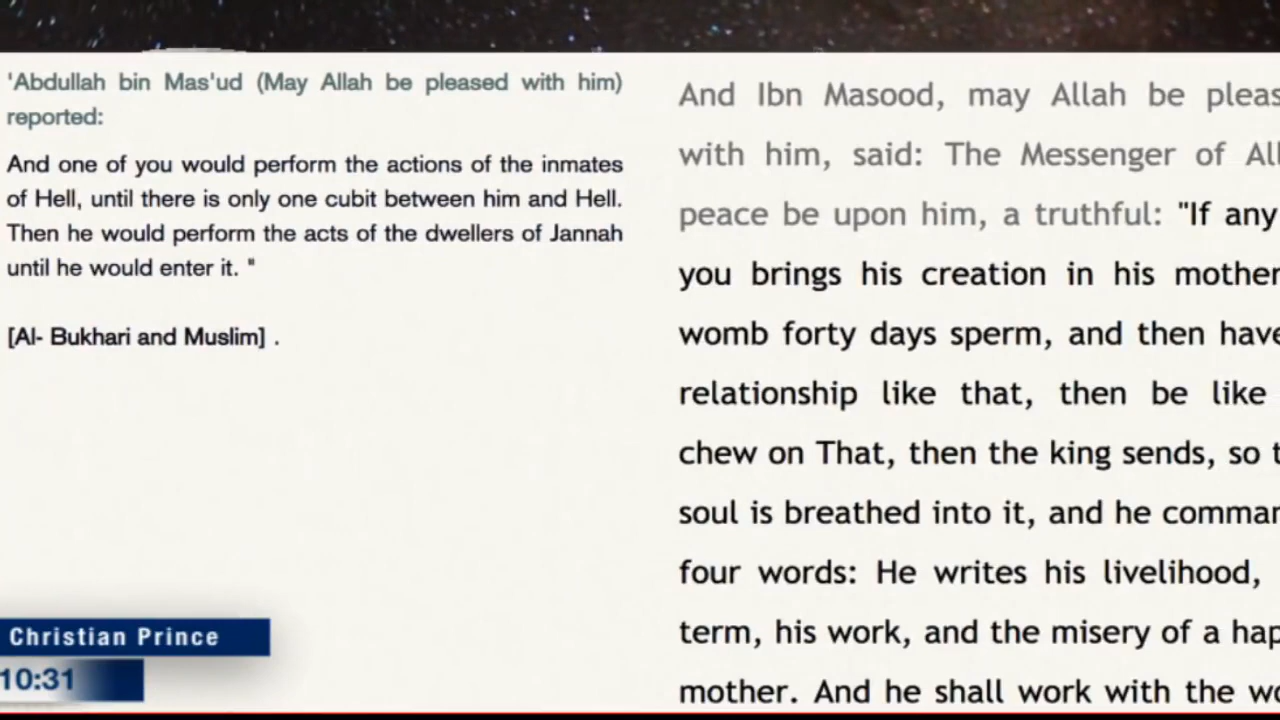 'Abdullah bin Mas'ud (May Allah be pleased with him)
reported:
And one of you would perform the actions of the inmates
of Hell, until there is only one cubit between him and Hell.
Then he would perform the acts of the dwellers of Jannah
until he would enter it. "
[Al- Bukhari and Muslim] .
And Ibn Masood, may Allah be pleas
with him, said: The Messenger of All
peace be upon him, a truthful: "If any
you brings his creation in his mother
womb forty days sperm, and then have
relationship like that, then be like
chew on That, then the king sends, so t
soul is breathed into it, and he comman
four words: He writes his livelihood,
term, his work, and the misery of a hap
mother. And he shall work with the wo
Christian Prince
10:31